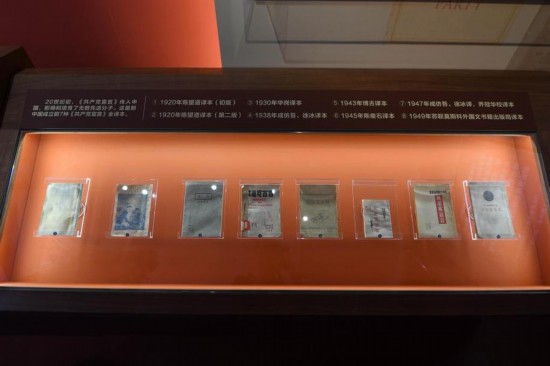 PARTY
20世纪初，《共产党宣言》传入中
国，影响和培育了无数先进分子。这是新
中国成立前7种《共产党宣言》全译本。
① 1920年陈望道译本（初版）
② 1920年陈望道译本（第二版）
③ 1930年华岗译本
④ 1938年成仿吾、徐冰译本
⑤ 1943年博古译本
⑥ 1945年陈瘦石译本
⑦ 1947年成仿吾、徐冰译、乔冠华校译本
⑧ 1949年苏联莫斯科外国文书籍出版局译本